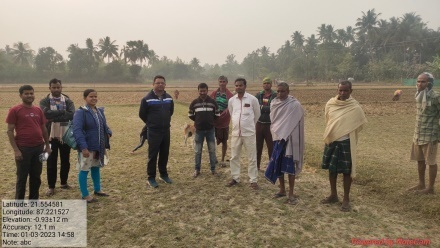 Latitude: 21.554581
Longitude: 87.221527
Elevation: -0.93±12 m
Accuracy: 12.1 m
Time: 01-03-2023 14:58
Note: abc